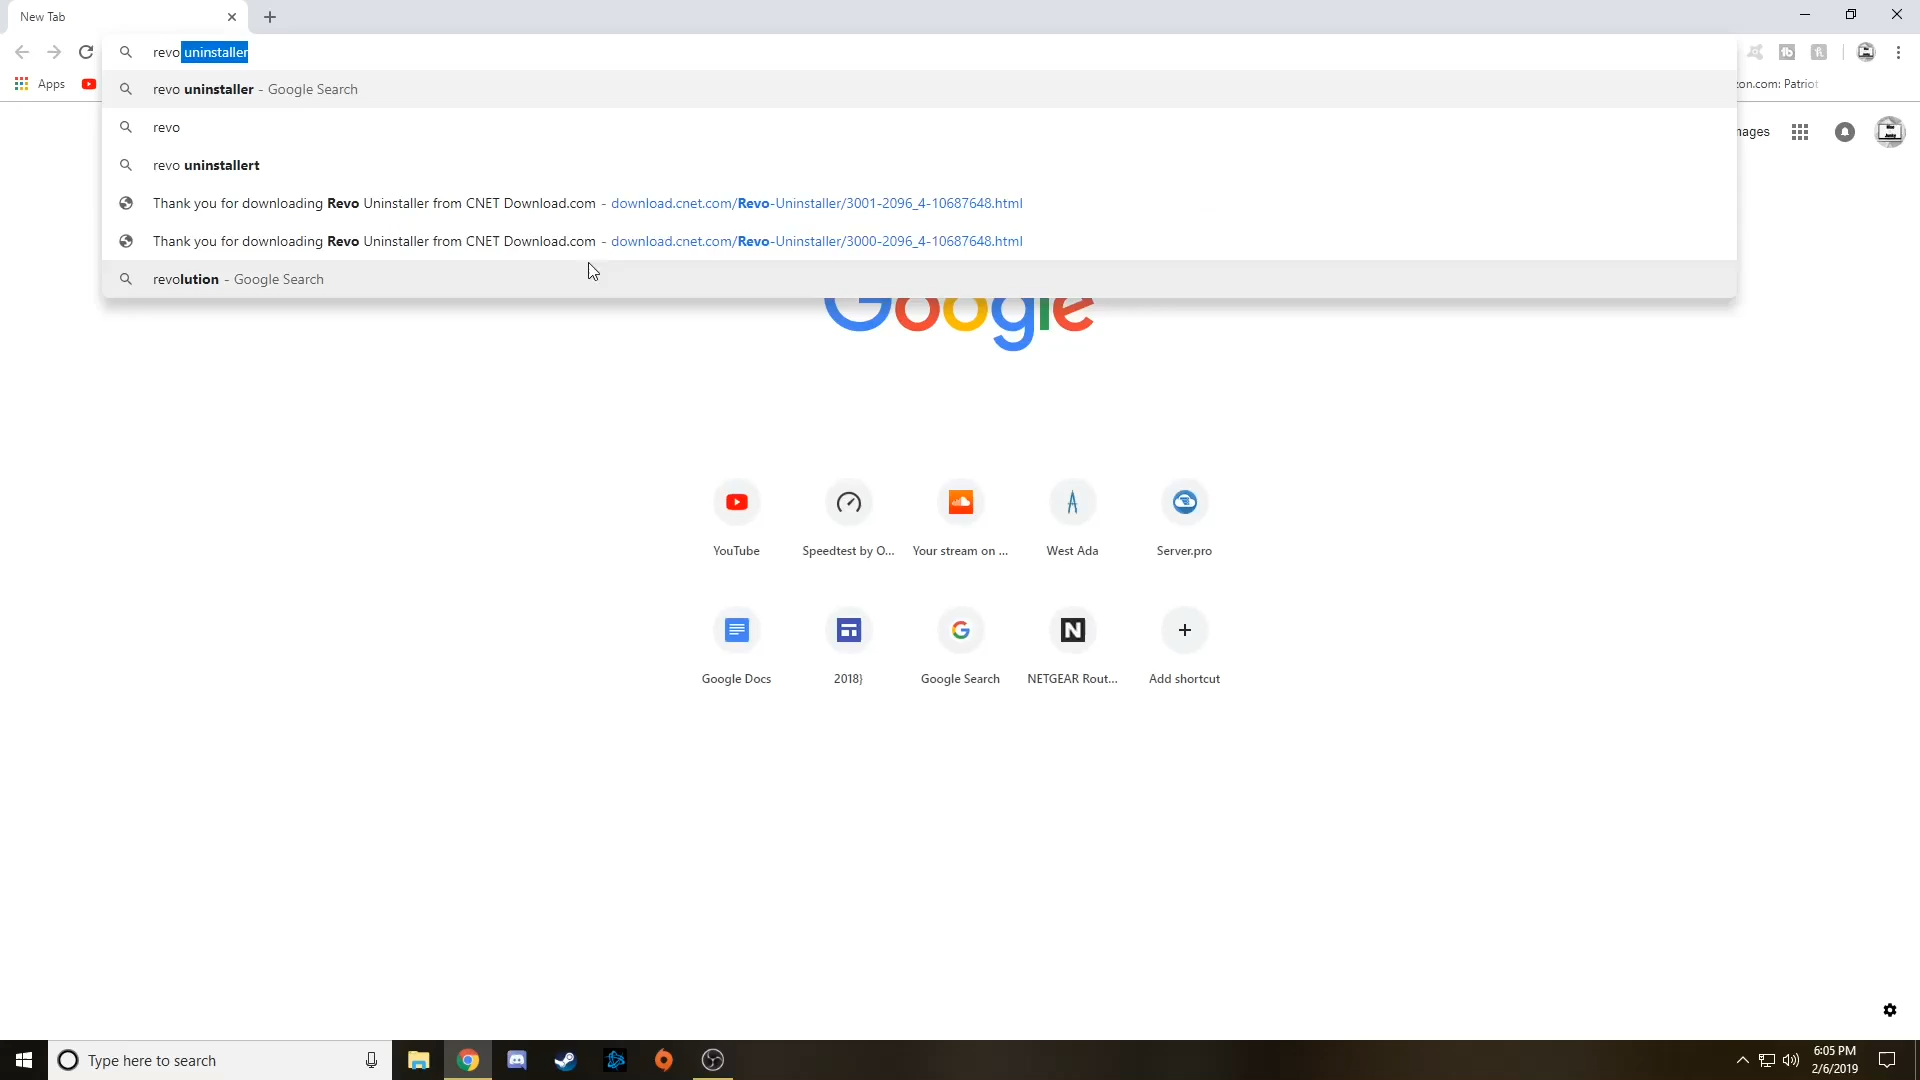 New Tab
revo uninstaller
Apps
zon.com: Patriot
revo uninstaller - Google Search
revo
mages
revo uninstallert
Thank you for downloading Revo Uninstaller from CNET Download.com - download.cnet.com/Revo-Uninstaller/3001-2096_4-10687648.html
Thank you for downloading Revo Uninstaller from CNET Download.com - download.cnet.com/Revo-Uninstaller/3000-2096_4-10687648.html
revolution - Google Search
Google
YouTube
Speedtest by O...
Your stream on ...
West Ada
Server.pro
Google Docs
2018}
Google Search
NETGEAR Rout...
Add shortcut
Type here to search
6:05 PM
2/6/2019